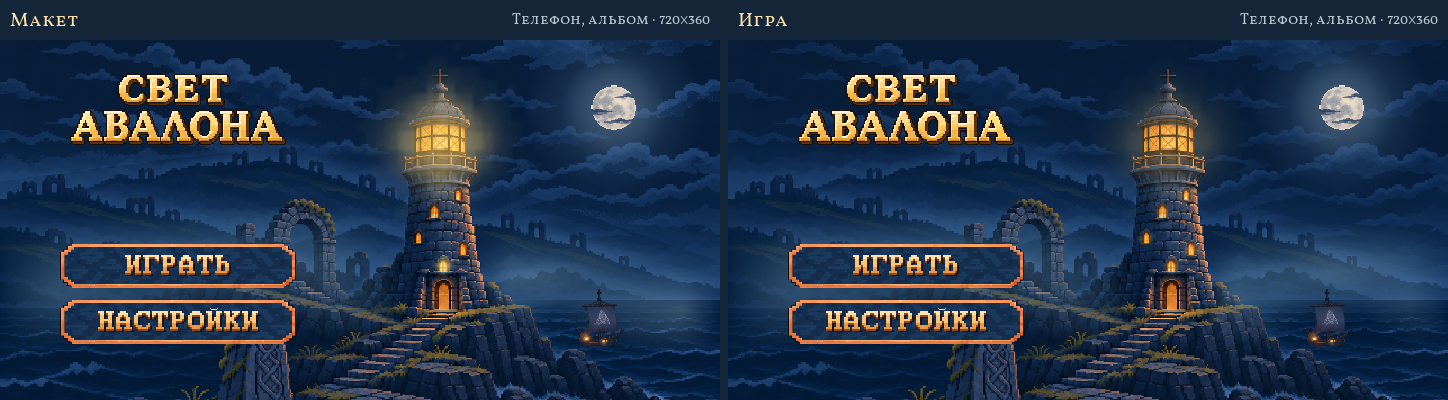 Макет
Телефон, альбом · 720×360
СВЕТ
АВАЛОНА
ИГРАТЬ
НАСТРОЙКИ
Игра
Телефон, альбом · 720×360
СВЕТ
АВАЛОНА
ИГРАТЬ
НАСТРОЙКИ